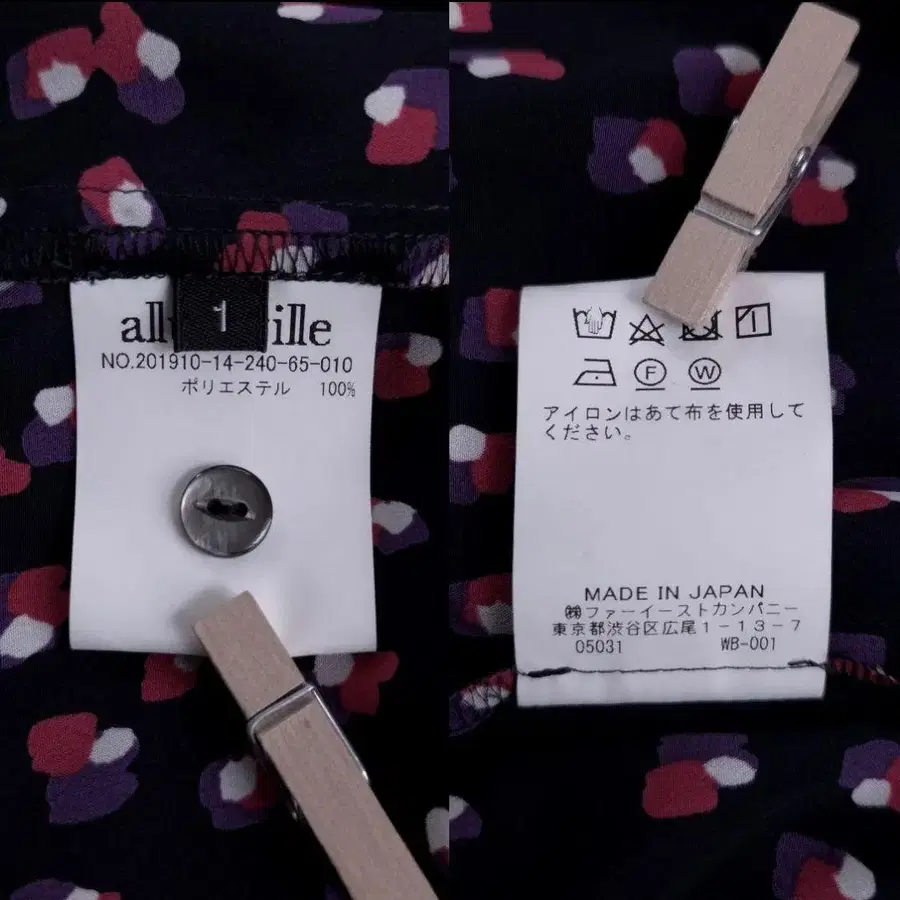 1
NO.201910-14-240-65-010
ポリエステル 100%
1
F W
アイロンはあて布を使用して
ください。
MADE IN JAPAN
㈱ファーイーストカンパニー
東京都渋谷区広尾1-13-7
05031 WB-001